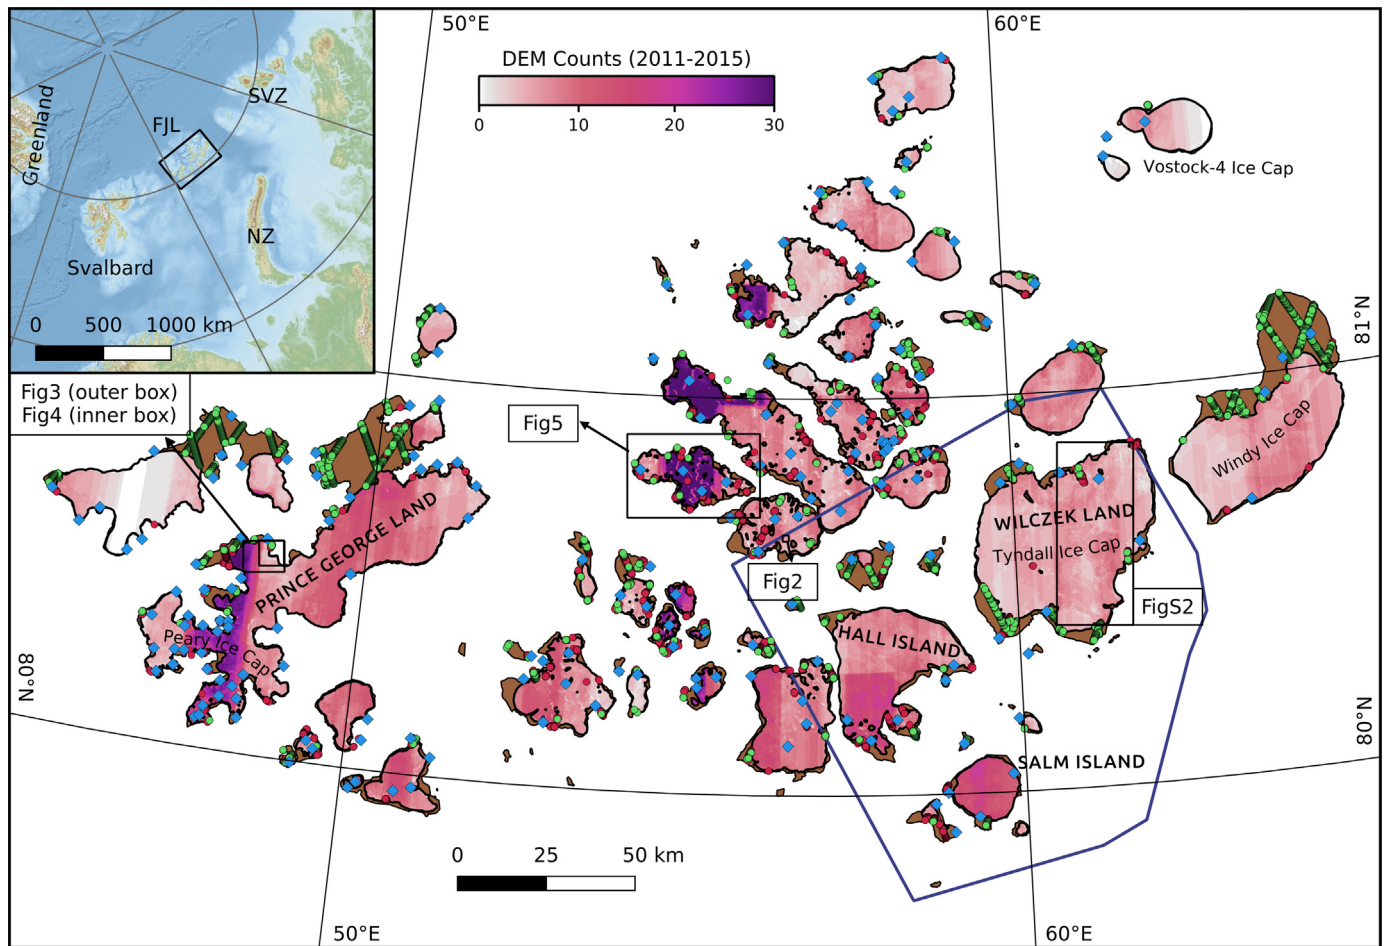 50°E
60°E
DEM Counts (2011-2015)
0 10 20 30
Greenland
SVZ
FJL
NZ
Svalbard
0 500 1000 km
Vostock-4 Ice Cap
81°N
Fig3 (outer box)
Fig4 (inner box)
Fig5
Windy Ice Cap
PRINCE GEORGE LAND
WILCZEK LAND
Tyndall Ice Cap
Fig2
FigS2
Peary Ice Cap
HALL ISLAND
80°N
80°N
SALM ISLAND
0 25 50 km
50°E
60°E